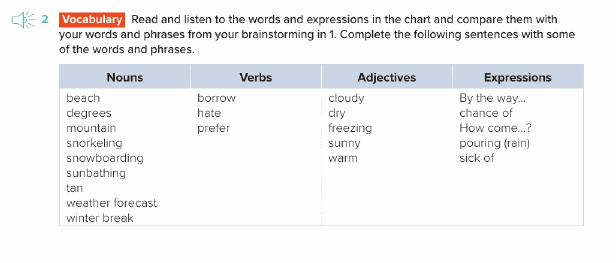 2 Vocabulary Read and listen to the words and expressions in the chart and compare them with
your words and phrases from your brainstorming in 1. Complete the following sentences with some
of the words and phrases.
Nouns Verbs Adjectives Expressions
beach borrow cloudy By the way...
degrees hate dry chance of
mountain prefer freezing How come...?
snorkeling sunny pouring (rain)
snowboarding warm sick of
sunbathing
tan
weather forecast
winter break